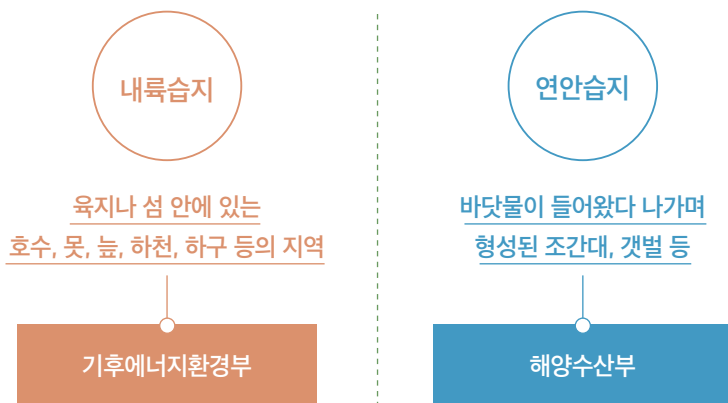 내륙습지
육지나 섬 안에 있는
호수, 못, 늪, 하천, 하구 등의 지역
기후에너지환경부
연안습지
바닷물이 들어왔다 나가며
형성된 조간대, 갯벌 등
해양수산부